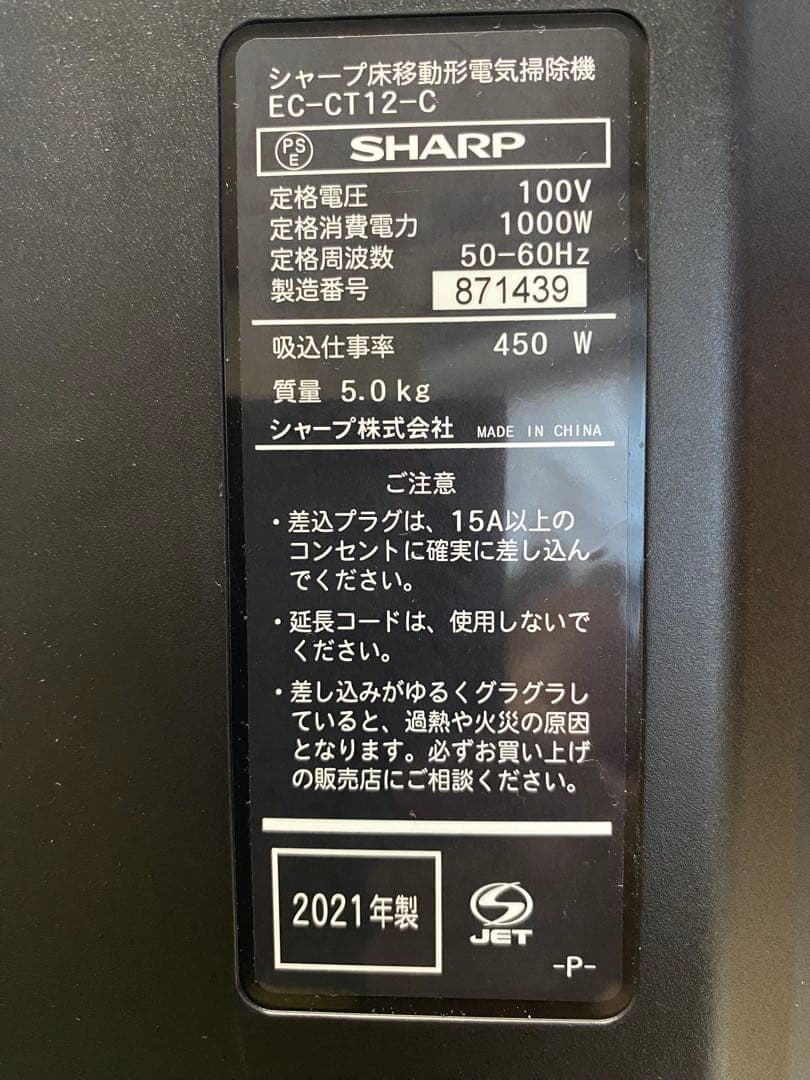 シャープ床移動形電気掃除機
EC-CT12-C
PS
E
SHARP
定格電圧 100V
定格消費電力 1000W
定格周波数 50-60Hz
製造番号 871439
吸込仕事率 450 W
質量 5.0kg
シャープ株式会社 MADE IN CHINA
ご注意
・差込プラグは、15A以上の
コンセントに確実に差し込ん
でください。
・延長コードは、使用しないで
ください。
・差し込みがゆるくグラグラし
ていると、過熱や火災の原因
となります。必ずお買い上げ
の販売店にご相談ください。
2021年製
JET
-P-